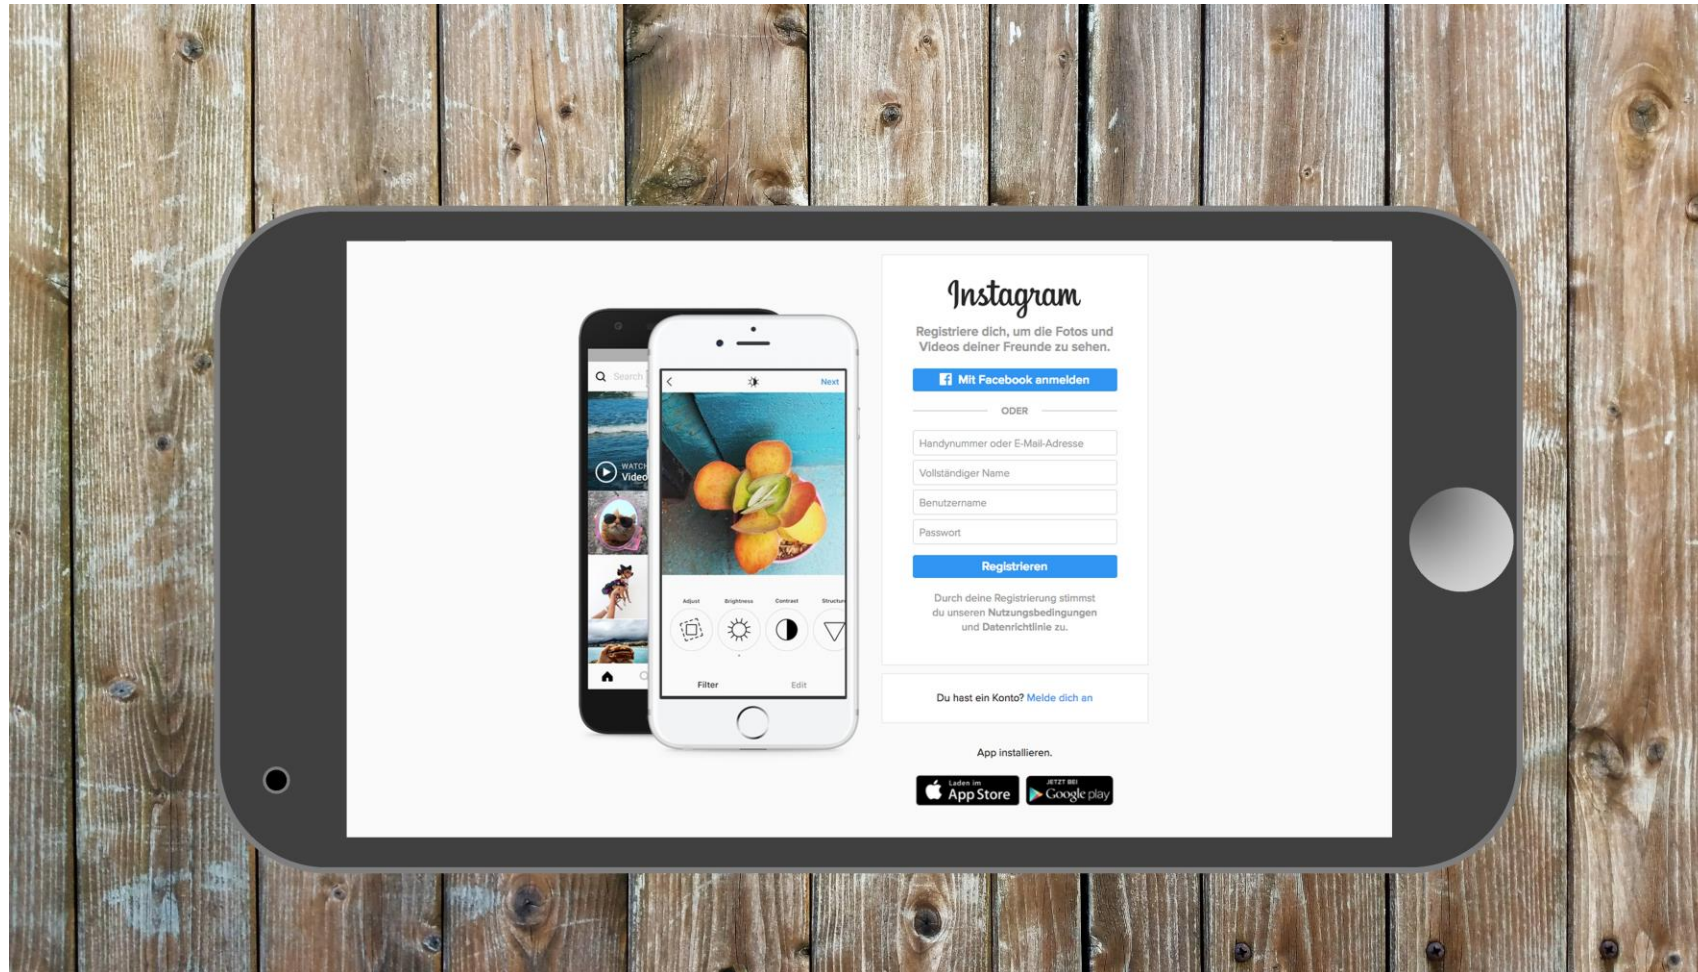 Search
WATCH
Video
Next
Adjust
Brightness
Contrast
Structure
Filter
Edit
Instagram
Registriere dich, um die Fotos und
Videos deiner Freunde zu sehen.
Mit Facebook anmelden
ODER
Handynummer oder E-Mail-Adresse
Vollständiger Name
Benutzername
Passwort
Registrieren
Durch deine Registrierung stimmst
du unseren Nutzungsbedingungen
und Datenrichtlinie zu.
Du hast ein Konto? Melde dich an
App installieren.
Laden im
App Store
JETZT BEI
Google play